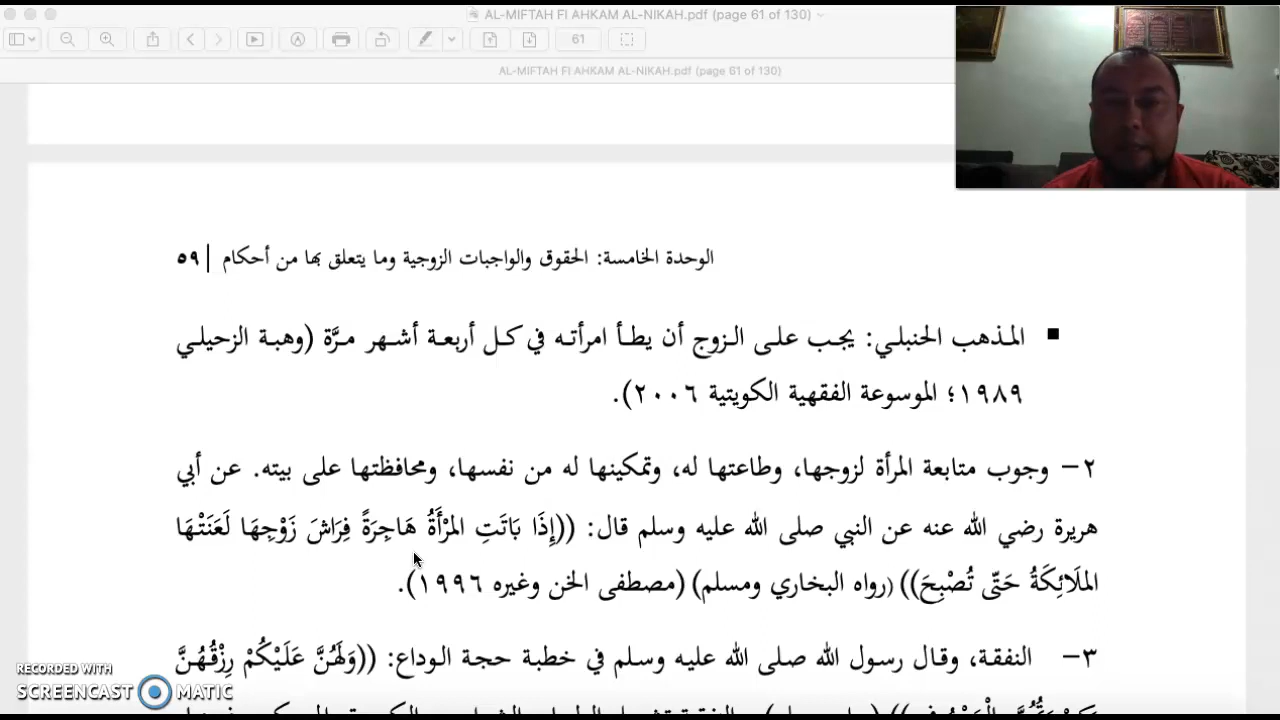 AL-MIFTAH FI AHKAM AL-NIKAH.pdf (page 61 of 130)
61
AL-MIFTAH FI AHKAM AL-NIKAH.pdf (page 61 of 130)
الوحدة الخامسة: الحقوق والواجبات الزوجية وما يتعلق بها من أحكام | ٥٩
■ المذهب الحنبلي: يجب على الزوج أن يطأ امرأته في كل أربعة أشهر مرَّة (وهبة الزحيلي
١٩٨٩؛ الموسوعة الفقهية الكويتية ٢٠٠٦).
٢- وجوب متابعة المرأة لزوجها، وطاعتها له، وتمكينها له من نفسها، ومحافظتها على بيته. عن أبي
هريرة رضي الله عنه عن النبي صلى الله عليه وسلم قال: ((إِذَا بَاتَتِ المرْأَةُ هَاجِرَةً فِرَاشَ زَوْجِهَا لَعَنَتْهَا
الملَائِكَةُ حَتّى تُصْبِحَ)) (رواه البخاري ومسلم) (مصطفى الخن وغيره ١٩٩٦).
٣- النفقة، وقال رسول الله صلى الله عليه وسلم في خطبة حجة الوداع: ((وَلَهُنَّ عَلَيْكُمْ رِزْقُهُنَّ
RECORDED WITH
SCREENCAST MATIC